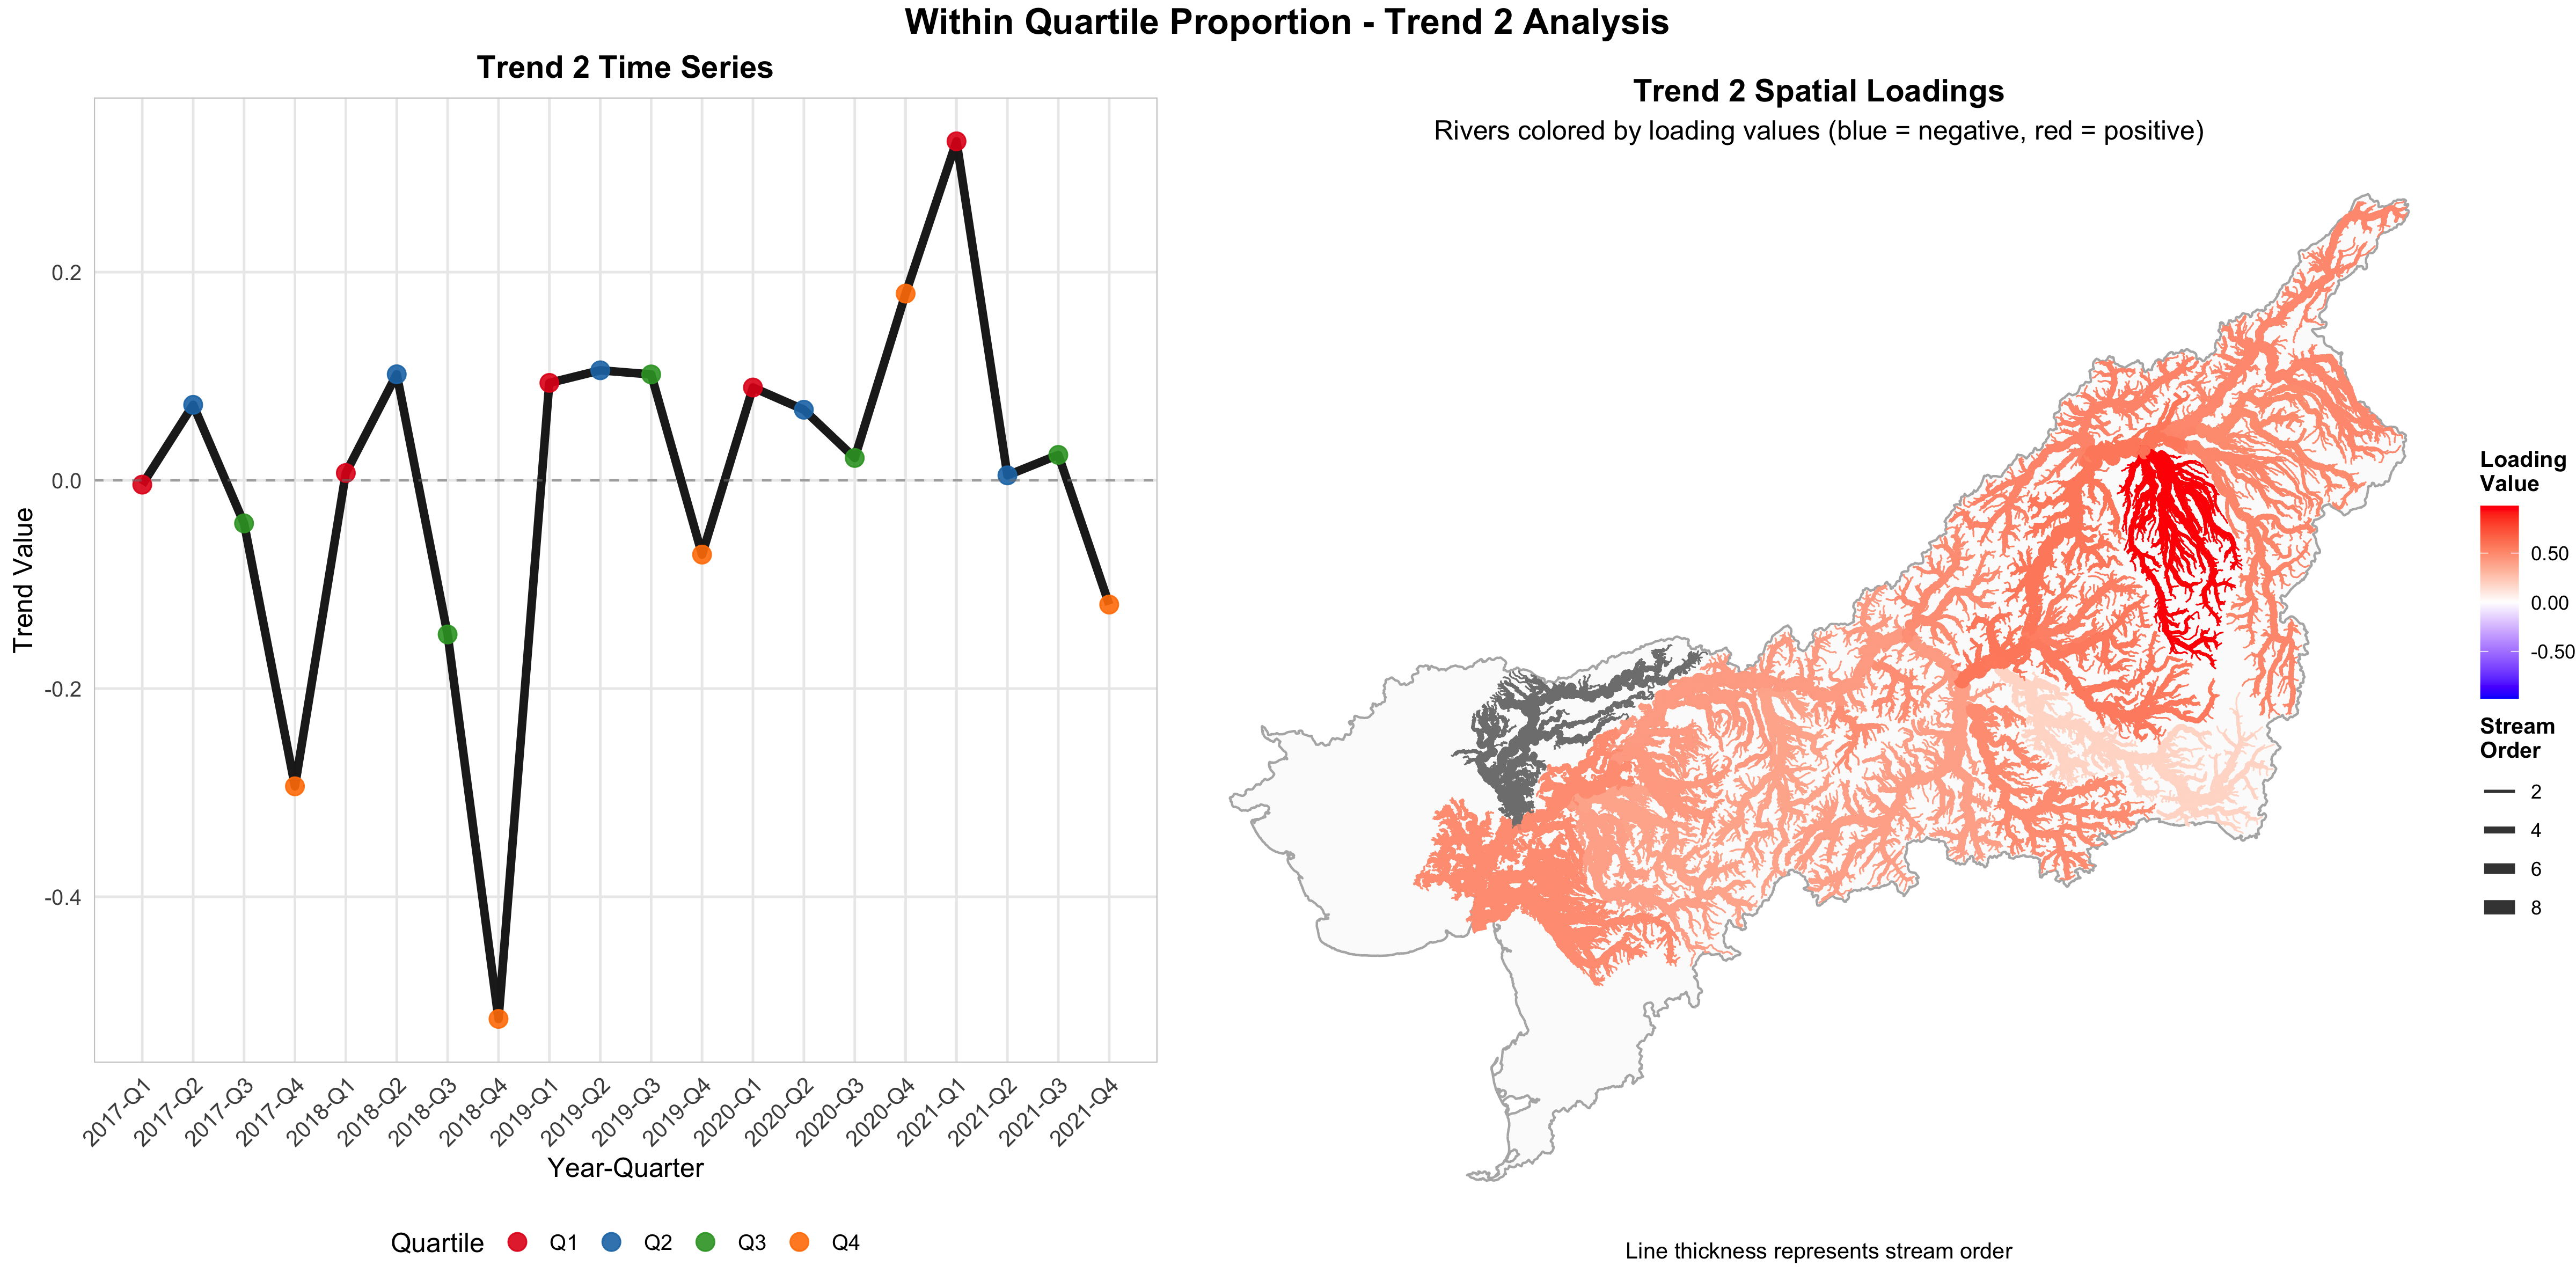 Within Quartile Proportion - Trend 2 Analysis
Trend 2 Time Series
Trend Value
0.2
0.0
-0.2
-0.4
2017-Q1
2017-Q2
2017-Q3
2017-Q4
2018-Q1
2018-Q2
2018-Q3
2018-Q4
2019-Q1
2019-Q2
2019-Q3
2019-Q4
2020-Q1
2020-Q2
2020-Q3
2020-Q4
2021-Q1
2021-Q2
2021-Q3
2021-Q4
Year-Quarter
Quartile Q1 Q2 Q3 Q4
Trend 2 Spatial Loadings
Rivers colored by loading values (blue = negative, red = positive)
Loading
Value
0.50
0.00
-0.50
Stream
Order
2
4
6
8
Line thickness represents stream order